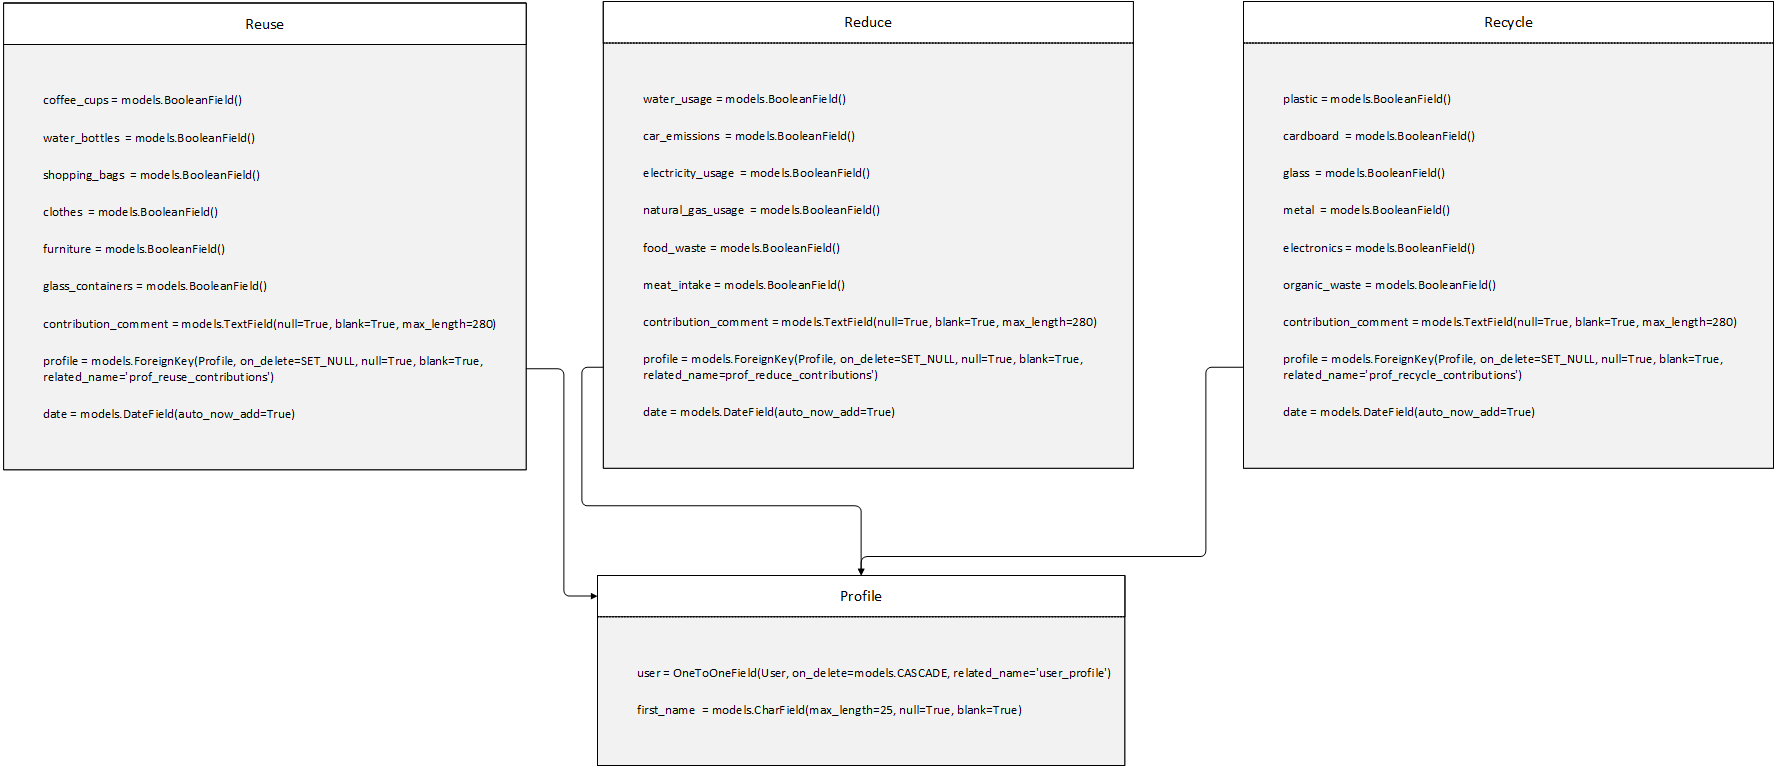 Reuse
coffee_cups = models.BooleanField()
water_bottles = models.BooleanField()
shopping_bags = models.BooleanField()
clothes = models.BooleanField()
furniture = models.BooleanField()
glass_containers = models.BooleanField()
contribution_comment = models.TextField(null=True, blank=True, max_length=280)
profile = models.ForeignKey(Profile, on_delete=SET_NULL, null=True, blank=True,
related_name='prof_reuse_contributions')
date = models.DateField(auto_now_add=True)
Reduce
water_usage = models.BooleanField()
car_emissions = models.BooleanField()
electricity_usage = models.BooleanField()
natural_gas_usage = models.BooleanField()
food_waste = models.BooleanField()
meat_intake = models.BooleanField()
contribution_comment = models.TextField(null=True, blank=True, max_length=280)
profile = models.ForeignKey(Profile, on_delete=SET_NULL, null=True, blank=True,
related_name=prof_reduce_contributions')
date = models.DateField(auto_now_add=True)
Recycle
plastic = models.BooleanField()
cardboard = models.BooleanField()
glass = models.BooleanField()
metal = models.BooleanField()
electronics = models.BooleanField()
organic_waste = models.BooleanField()
contribution_comment = models.TextField(null=True, blank=True, max_length=280)
profile = models.ForeignKey(Profile, on_delete=SET_NULL, null=True, blank=True,
related_name='prof_recycle_contributions')
date = models.DateField(auto_now_add=True)
Profile
user = OneToOneField(User, on_delete=models.CASCADE, related_name='user_profile')
first_name = models.CharField(max_length=25, null=True, blank=True)